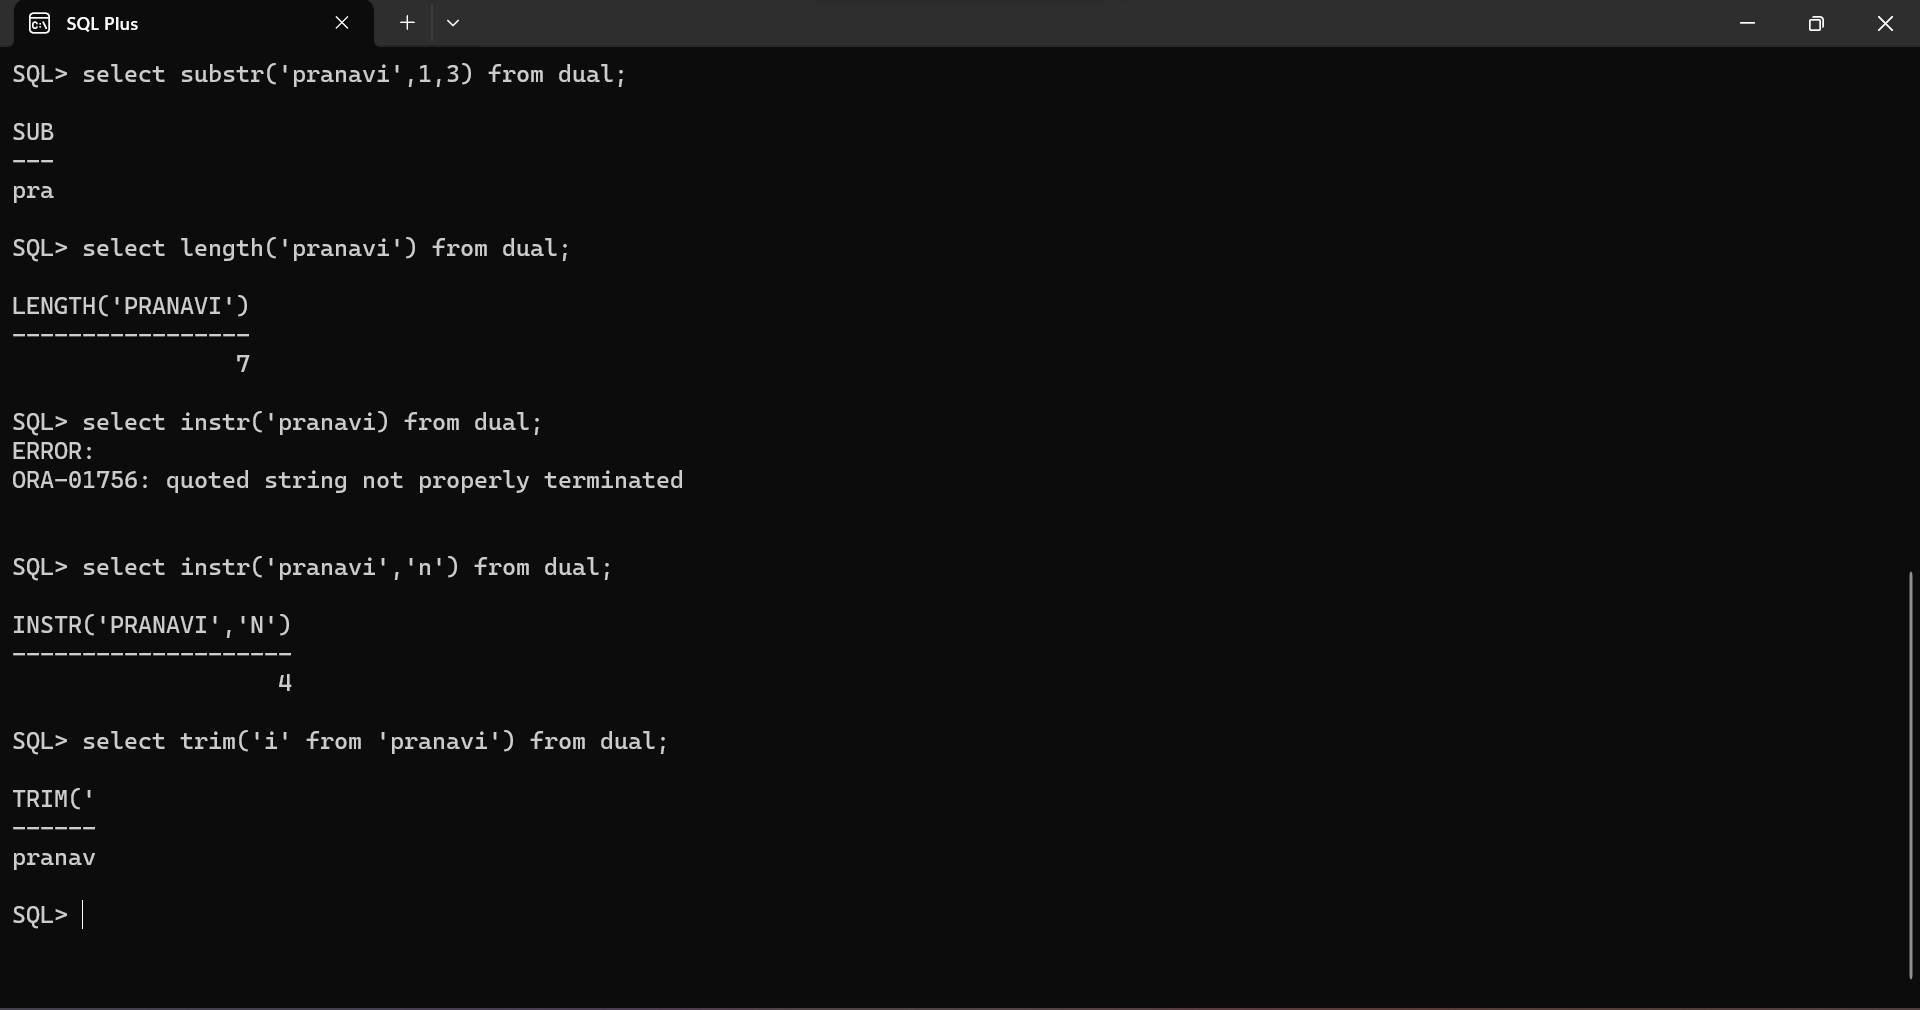 SQL Plus
SQL> select substr('pranavi',1,3) from dual;
SUB
---
pra
SQL> select length('pranavi') from dual;
LENGTH('PRANAVI')
-----------------
7
SQL> select instr('pranavi) from dual;
ERROR:
ORA-01756: quoted string not properly terminated
SQL> select instr('pranavi','n') from dual;
INSTR('PRANAVI','N')
--------------------
4
SQL> select trim('i' from 'pranavi') from dual;
TRIM('
------
pranav
SQL>